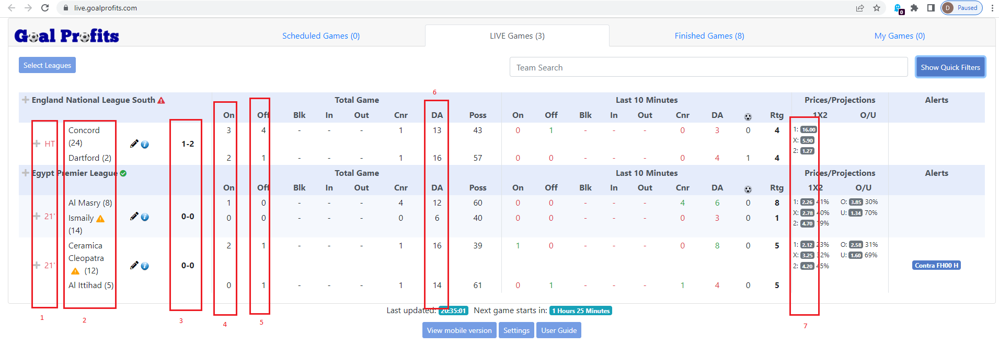 live.goalprofits.com
0
D Paused
Goal Profits
Scheduled Games (0)
LIVE Games (3)
Finished Games (8)
My Games (0)
Select Leagues
Team Search
Show Quick Filters
6
England National League South Total Game Last 10 Minutes Prices/Projections Alerts
On Off Blk In Out Cnr DA Poss On Off Blk In Out Cnr DA Rtg 1X2 O/U
HT
Concord
(24)
Dartford (2)
1-2
3 4 - - - 1 13 43 0 1 - - - 0 3 0 4
2 1 - - - 1 16 57 0 0 - - - 0 4 1 4
1: 16.00
X: 5.90
2: 1.27
Egypt Premier League Total Game Last 10 Minutes Prices/Projections Alerts
On Off Blk In Out Cnr DA Poss On Off Blk In Out Cnr DA Rtg 1X2 O/U
21'
Al Masry (8)
Ismaily
(14)
0-0
1 0 - - - 4 12 60 0 0 - - - 4 6 0 8
0 0 - - - 0 6 40 0 0 - - - 0 3 0 1
1: 2.26 41% O: 3.85 30%
X: 2.78 40% U: 1.34 70%
2: 4.70 19%
21'
Ceramica
Cleopatra
(12)
Al Ittihad (5)
0-0
2 1 - - - 1 16 39 1 0 - - - 0 8 0 5
0 1 - - - 1 14 61 0 1 - - - 1 4 0 5
1: 2.12 23% O: 2.58 31%
X: 3.25 32% U: 1.60 69%
2: 4.20 45%
Contra FH00 H
Last updated: 20:35:01 Next game starts in: 1 Hours 25 Minutes
1
2
3
4
5
7
View mobile version
Settings
User Guide